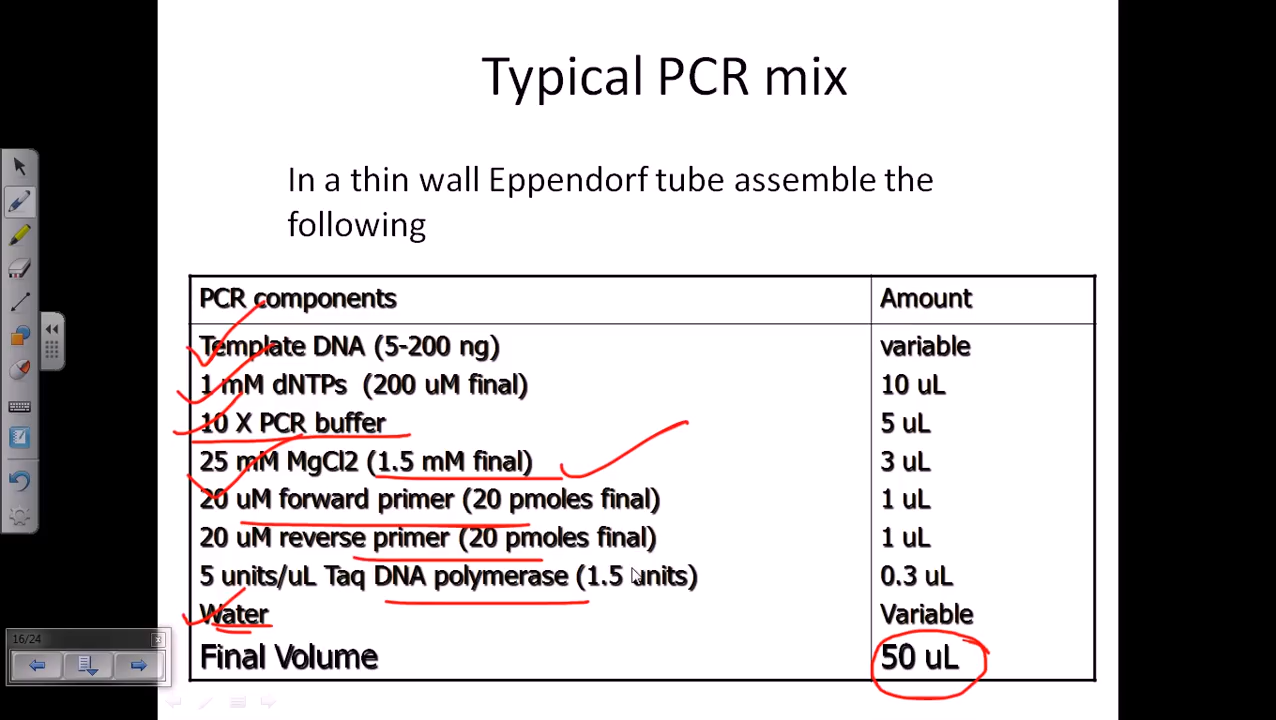 Typical PCR mix
In a thin wall Eppendorf tube assemble the
following
PCR components Amount
Template DNA (5-200 ng) variable
1 mM dNTPs (200 uM final) 10 uL
10 X PCR buffer 5 uL
25 mM MgCl2 (1.5 mM final) 3 uL
20 uM forward primer (20 pmoles final) 1 uL
20 uM reverse primer (20 pmoles final) 1 uL
5 units/uL Taq DNA polymerase (1.5 units) 0.3 uL
Water Variable
Final Volume 50 uL
16/24